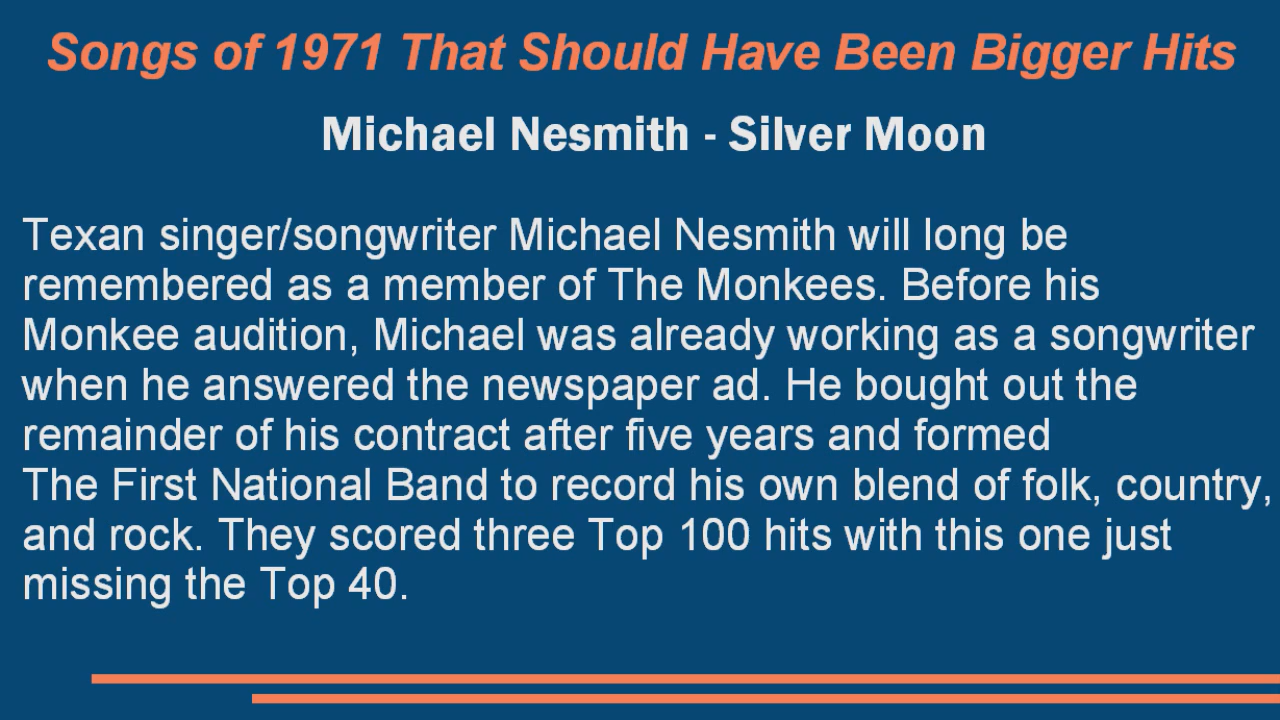 Songs of 1971 That Should Have Been Bigger Hits
Michael Nesmith - Silver Moon
Texan singer/songwriter Michael Nesmith will long be
remembered as a member of The Monkees. Before his
Monkee audition, Michael was already working as a songwriter
when he answered the newspaper ad. He bought out the
remainder of his contract after five years and formed
The First National Band to record his own blend of folk, country,
and rock. They scored three Top 100 hits with this one just
missing the Top 40.